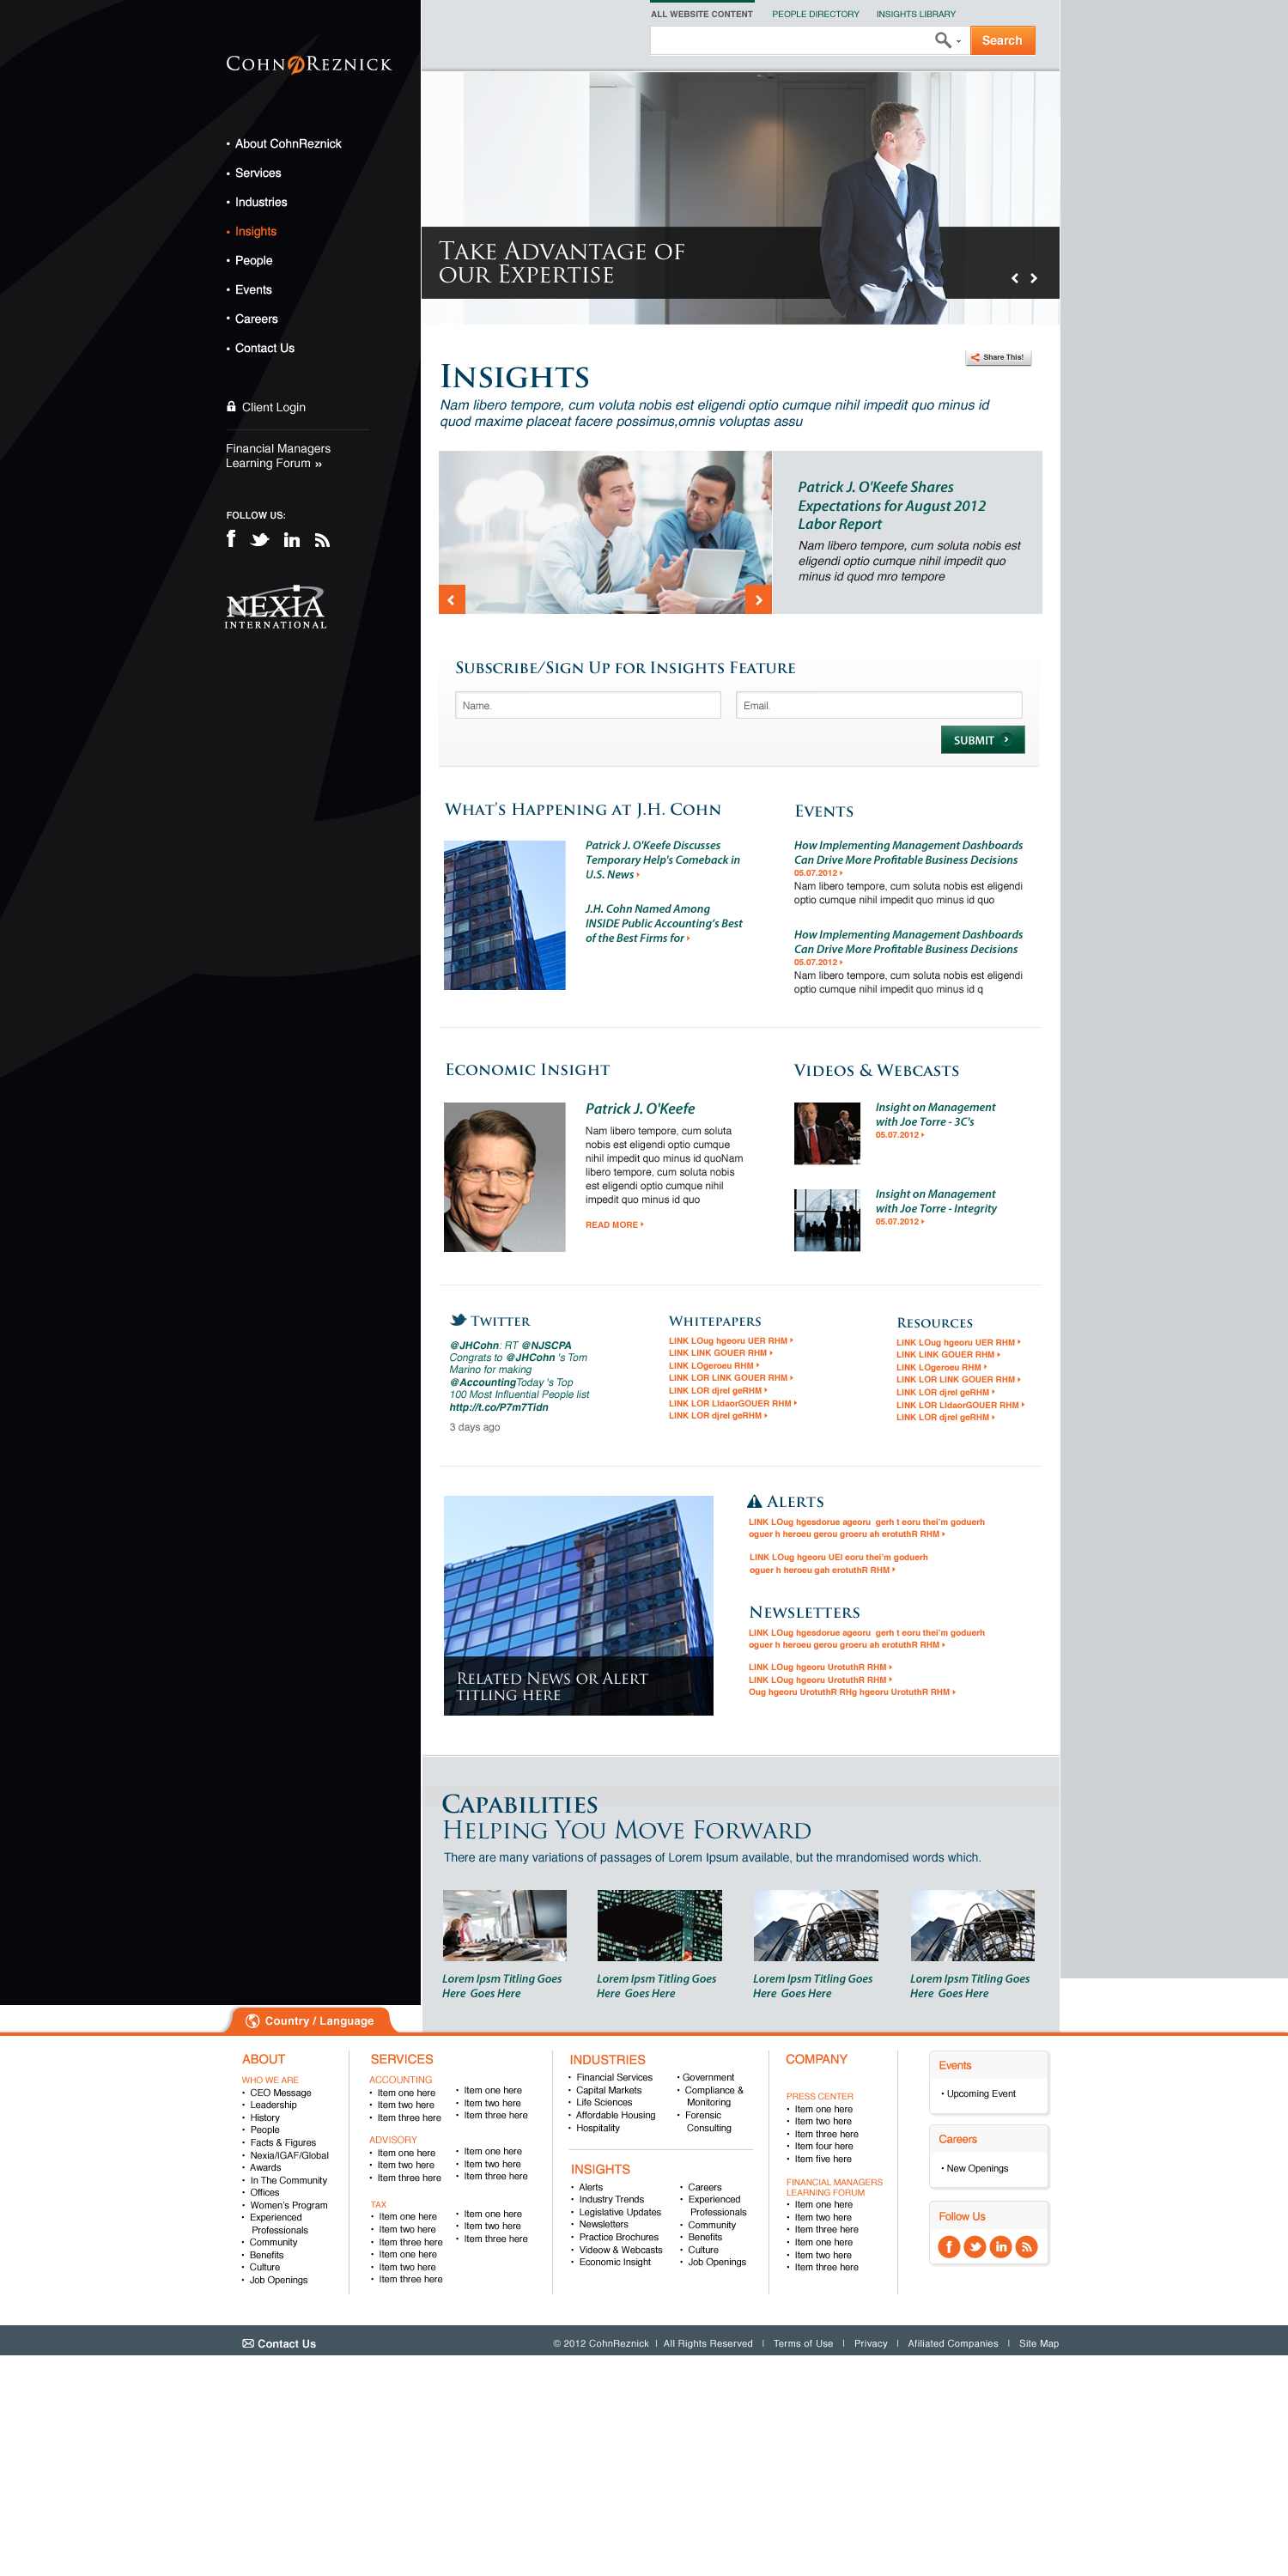 COHN REZNICK
About CohnReznick
Services
Industries
Insights
People
Events
Careers
Contact Us
Client Login
Financial Managers
Learning Forum »
FOLLOW US:
NEXIA
INTERNATIONAL
ALL WEBSITE CONTENT PEOPLE DIRECTORY INSIGHTS LIBRARY
Search
TAKE ADVANTAGE OF
OUR EXPERTISE
Share This!
INSIGHTS
Nam libero tempore, cum voluta nobis est eligendi optio cumque nihil impedit quo minus id
quod maxime placeat facere possimus,omnis voluptas assu
Patrick J. O'Keefe Shares
Expectations for August 2012
Labor Report
Nam libero tempore, cum soluta nobis est
eligendi optio cumque nihil impedit quo
minus id quod mro tempore
SUBSCRIBE/SIGN UP FOR INSIGHTS FEATURE
Name.
Email.
SUBMIT
WHAT'S HAPPENING AT J.H. COHN
Patrick J. O'Keefe Discusses
Temporary Help's Comeback in
U.S. News
J.H. Cohn Named Among
INSIDE Public Accounting's Best
of the Best Firms for
EVENTS
How Implementing Management Dashboards
Can Drive More Profitable Business Decisions
05.07.2012
Nam libero tempore, cum soluta nobis est eligendi
optio cumque nihil impedit quo minus id quo
How Implementing Management Dashboards
Can Drive More Profitable Business Decisions
05.07.2012
Nam libero tempore, cum soluta nobis est eligendi
optio cumque nihil impedit quo minus id q
ECONOMIC INSIGHT
Patrick J. O'Keefe
Nam libero tempore, cum soluta
nobis est eligendi optio cumque
nihil impedit quo minus id quoNam
libero tempore, cum soluta nobis
est eligendi optio cumque nihil
impedit quo minus id quo
READ MORE
VIDEOS & WEBCASTS
Insight on Management
with Joe Torre - 3C's
05.07.2012
Insight on Management
with Joe Torre - Integrity
05.07.2012
TWITTER
@JHCohn: RT @NJSCPA
Congrats to @JHCohn 's Tom
Marino for making
@AccountingToday 's Top
100 Most Influential People list
http://t.co/P7m7Tidn
3 days ago
WHITEPAPERS
LINK LOug hgeoru UER RHM
LINK LINK GOUER RHM
LINK LOgeroeu RHM
LINK LOR LINK GOUER RHM
LINK LOR djrel geRHM
LINK LOR LIdaorGOUER RHM
LINK LOR djrel geRHM
RESOURCES
LINK LOug hgeoru UER RHM
LINK LINK GOUER RHM
LINK LOgeroeu RHM
LINK LOR LINK GOUER RHM
LINK LOR djrel geRHM
LINK LOR LIdaorGOUER RHM
LINK LOR djrel geRHM
RELATED NEWS OR ALERT
TITLING HERE
ALERTS
LINK LOug hgesdorue ageoru gerh t eoru thei'm goduerh
oguer h heroeu gerou groeru ah erotuthR RHM
LINK LOug hgeoru UEI eoru thei'm goduerh
oguer h heroeu gah erotuthR RHM
NEWSLETTERS
LINK LOug hgesdorue ageoru gerh t eoru thei'm goduerh
oguer h heroeu gerou groeru ah erotuthR RHM
LINK LOug hgeoru UrotuthR RHM
LINK LOug hgeoru UrotuthR RHM
Oug hgeoru UrotuthR RHg hgeoru UrotuthR RHM
CAPABILITIES
HELPING YOU MOVE FORWARD
There are many variations of passages of Lorem Ipsum available, but the mrandomised words which.
Lorem Ipsm Titling Goes
Here Goes Here
Lorem Ipsm Titling Goes
Here Goes Here
Lorem Ipsm Titling Goes
Here Goes Here
Lorem Ipsm Titling Goes
Here Goes Here
Country / Language
ABOUT
WHO WE ARE
CEO Message
Leadership
History
People
Facts & Figures
Nexia/IGAF/Global
Awards
In The Community
Offices
Women's Program
Experienced
Professionals
Community
Benefits
Culture
Job Openings
SERVICES
ACCOUNTING
Item one here
Item two here
Item three here
Item one here
Item two here
Item three here
ADVISORY
Item one here
Item two here
Item three here
Item one here
Item two here
Item three here
TAX
Item one here
Item two here
Item three here
Item one here
Item two here
Item three here
Item one here
Item two here
Item three here
INDUSTRIES
Financial Services
Capital Markets
Life Sciences
Affordable Housing
Hospitality
Government
Compliance &
Monitoring
Forensic
Consulting
INSIGHTS
Alerts
Industry Trends
Legislative Updates
Newsletters
Practice Brochures
Videow & Webcasts
Economic Insight
Careers
Experienced
Professionals
Community
Benefits
Culture
Job Openings
COMPANY
PRESS CENTER
Item one here
Item two here
Item three here
Item four here
Item five here
FINANCIAL MANAGERS
LEARNING FORUM
Item one here
Item two here
Item three here
Item one here
Item two here
Item three here
Events
Upcoming Event
Careers
New Openings
Follow Us
Contact Us
© 2012 CohnReznick | All Rights Reserved | Terms of Use | Privacy | Afiliated Companies | Site Map